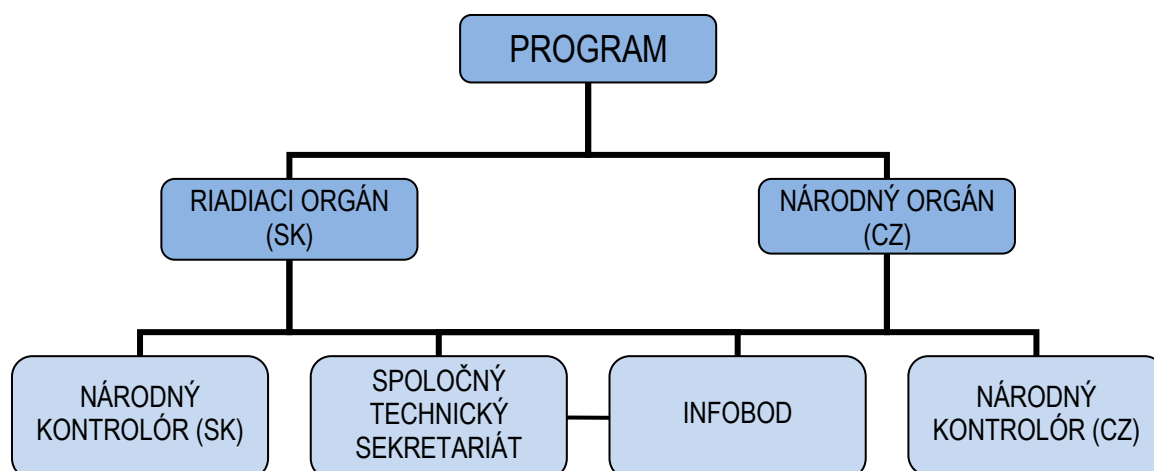 PROGRAM
RIADIACI ORGÁN
(SK)
NÁRODNÝ ORGÁN
(CZ)
NÁRODNÝ
KONTROLÓR (SK)
SPOLOČNÝ
TECHNICKÝ
SEKRETARIÁT
INFOBOD
NÁRODNÝ
KONTROLÓR (CZ)